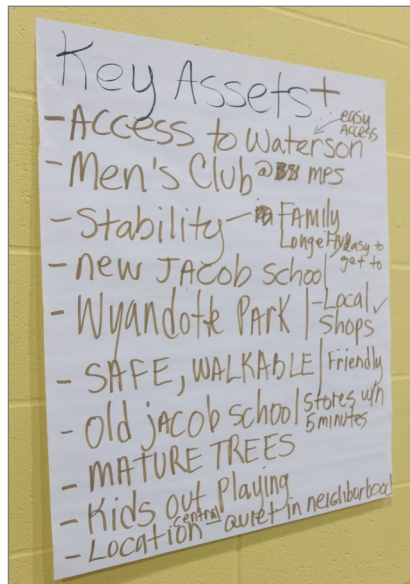 Key Assets +
- Access to Waterson
easy Access
- Men's Club @ MPS
- Stability - FAMILY
Longevity
easy to
get to
- new JAcob school
- Wyandotte PARK
- Local ✓
Shops
- SAFE, WALKABLE
Friendly
- Old jAcob school
stores w/n
5 minutes
- MATURE TREES
- Kids out Playing
central
- Location - Quiet in neighborhood